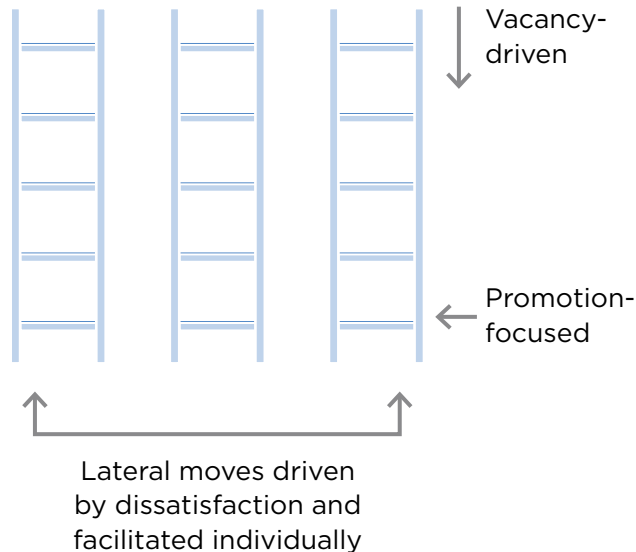 Vacancy-
driven
Promotion-
focused
Lateral moves driven
by dissatisfaction and
facilitated individually